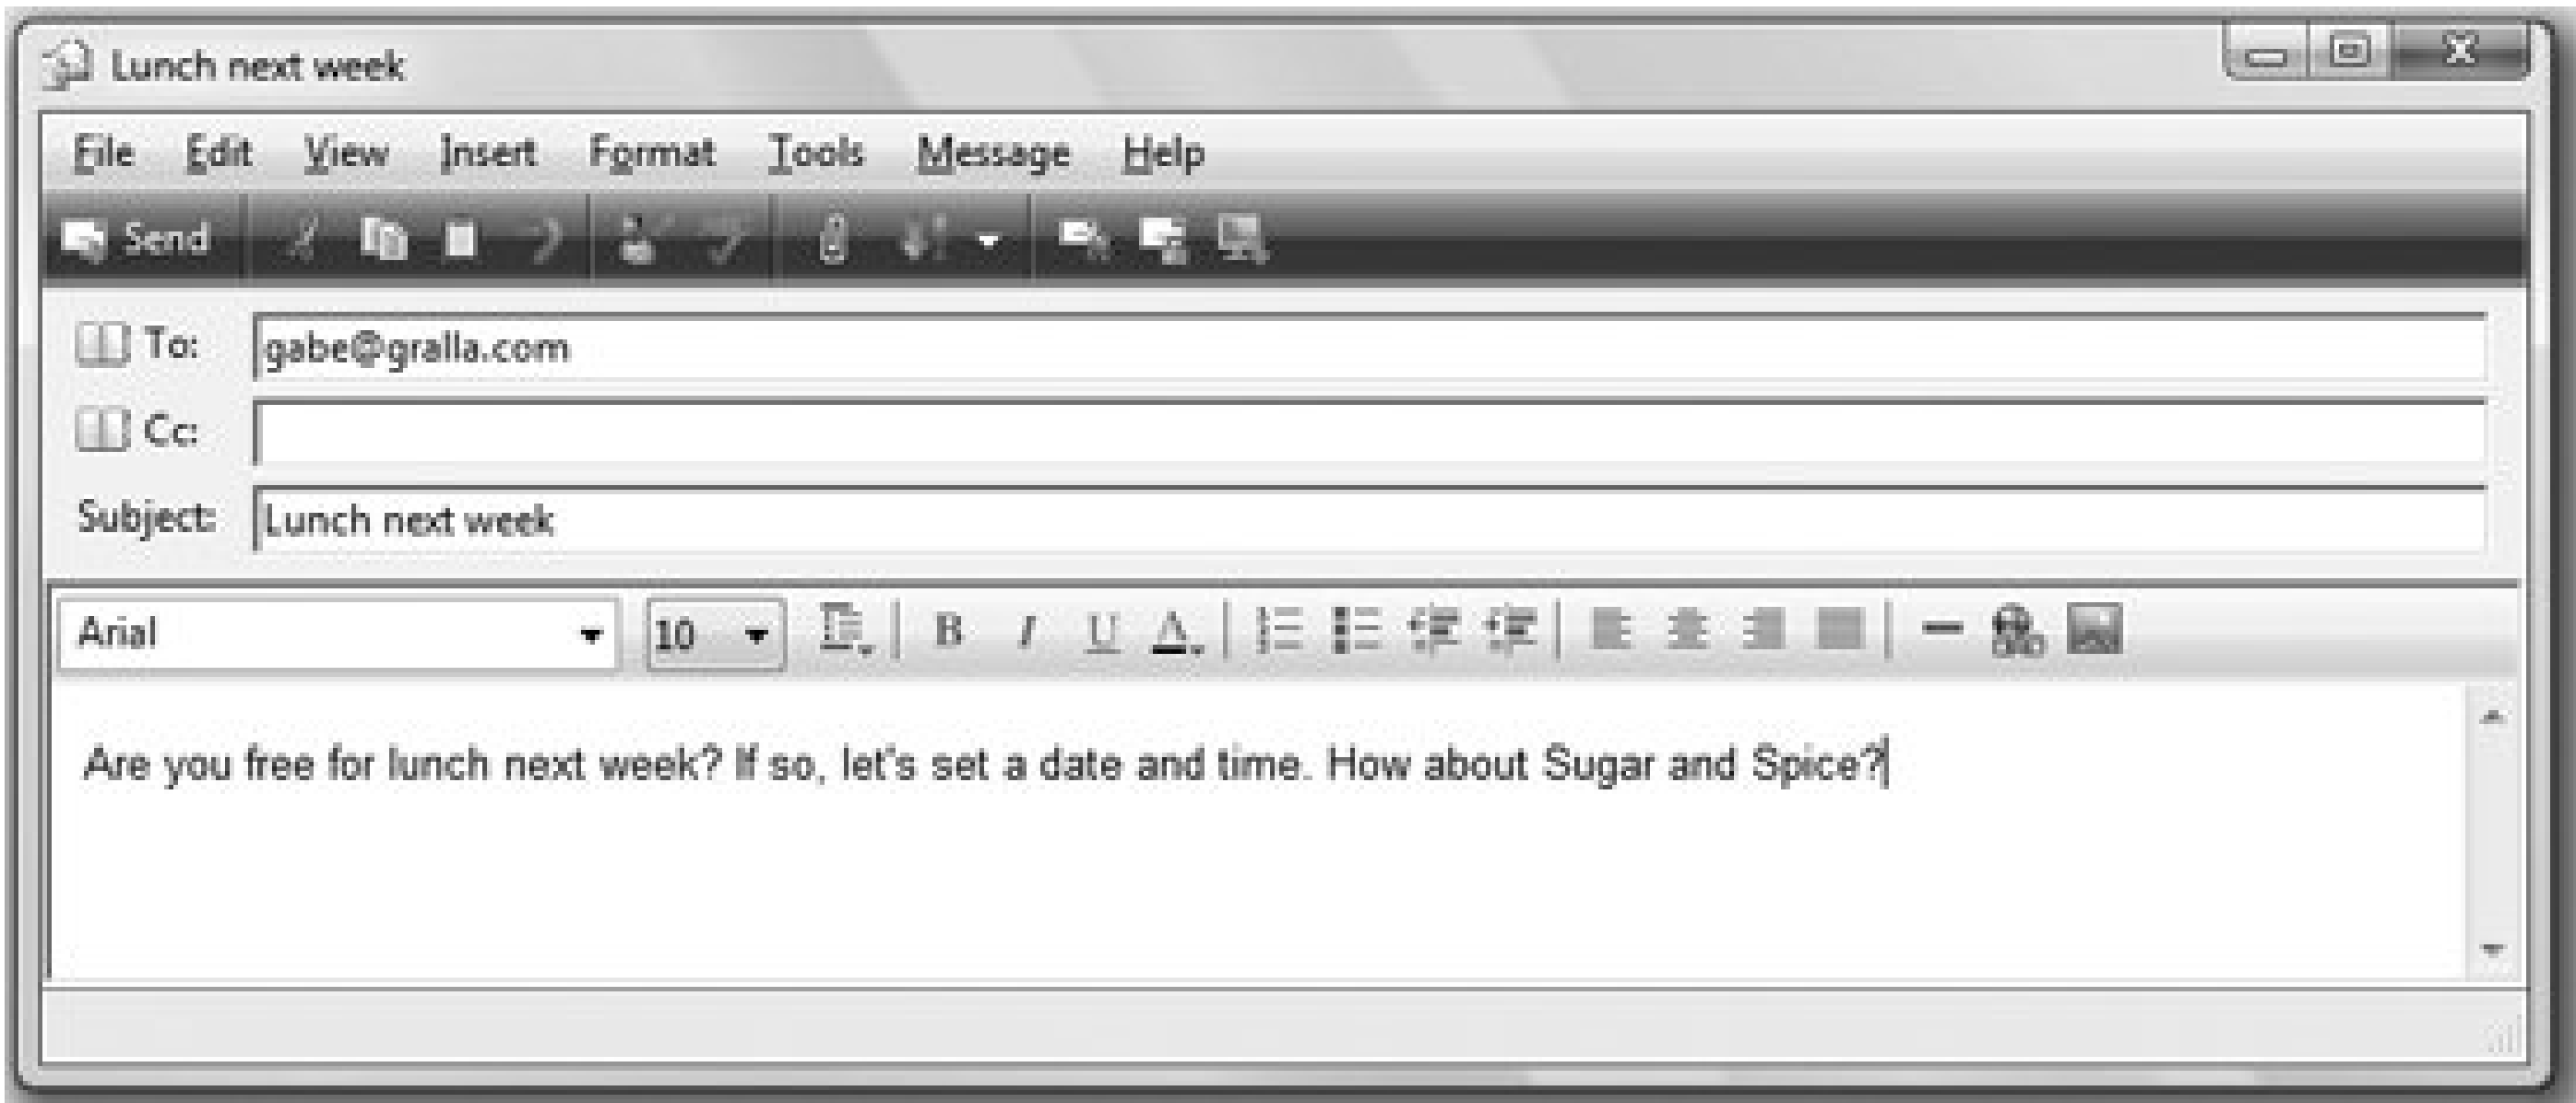 Lunch next week
File Edit View Insert Format Tools Message Help
Send
To: gabe@gralla.com
Cc:
Subject: Lunch next week
Arial 10 B I U A
Are you free for lunch next week? If so, let's set a date and time. How about Sugar and Spice?